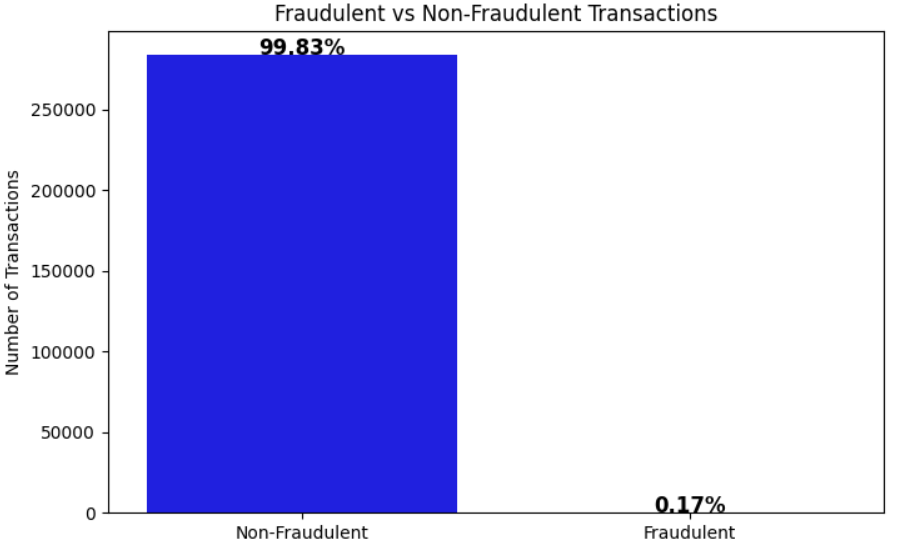 Fraudulent vs Non-Fraudulent Transactions
99.83%
250000
200000
150000
100000
50000
0
Number of Transactions
0.17%
Non-Fraudulent
Fraudulent